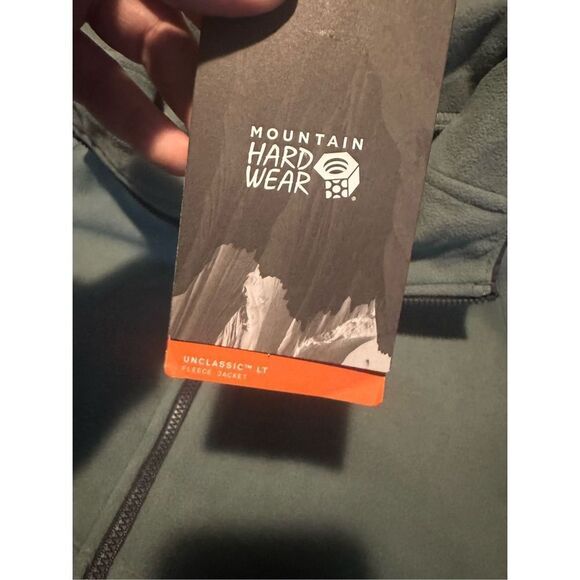 MOUNTAIN
HARD
WEAR
UNCLASSIC™ LT
FLEECE JACKET